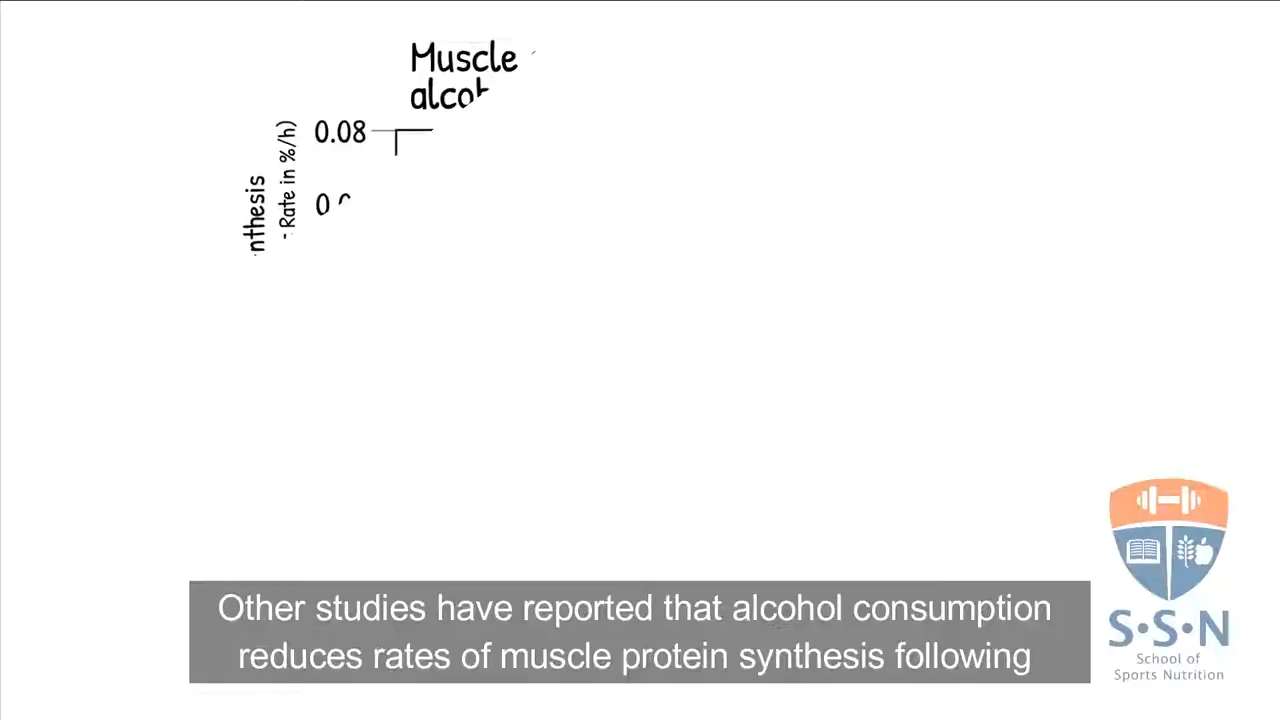 Muscle
0.08
Rate in %/h)
Other studies have reported that alcohol consumption
reduces rates of muscle protein synthesis following
S·S·N
School of
Sports Nutrition